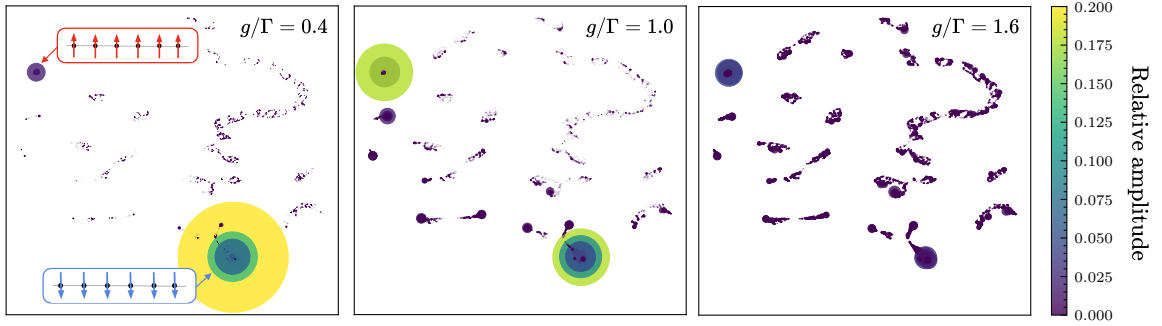 g/Γ = 0.4
g/Γ = 1.0
g/Γ = 1.6
0.200
0.175
0.150
0.125
0.100
0.075
0.050
0.025
0.000
Relative amplitude